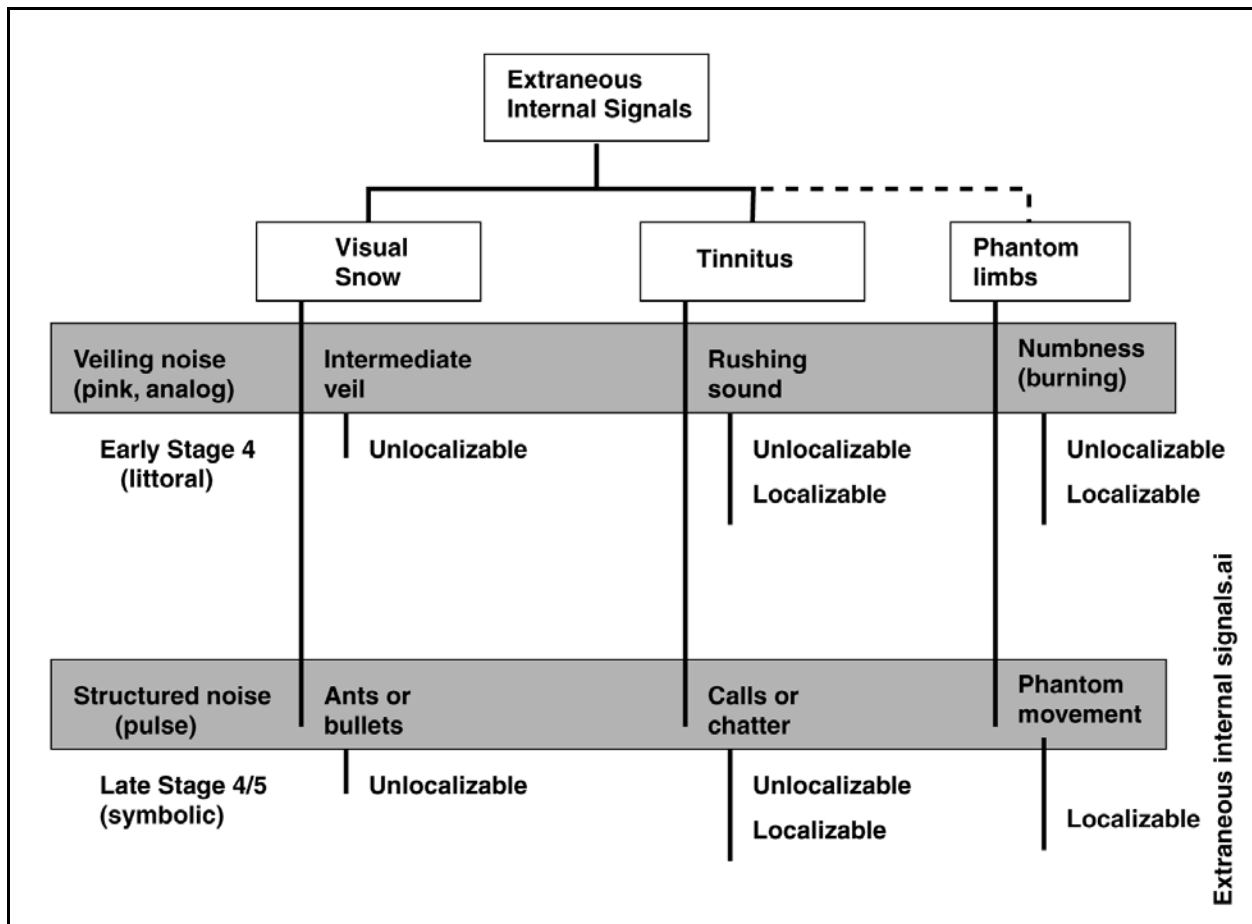 Extraneous
Internal Signals
Visual
Snow
Tinnitus
Phantom
limbs
Veiling noise
(pink, analog)
Intermediate
veil
Rushing
sound
Numbness
(burning)
Early Stage 4
(littoral)
Unlocalizable
Unlocalizable
Localizable
Unlocalizable
Localizable
Structured noise
(pulse)
Ants or
bullets
Calls or
chatter
Phantom
movement
Late Stage 4/5
(symbolic)
Unlocalizable
Unlocalizable
Localizable
Localizable
Extraneous internal signals.ai